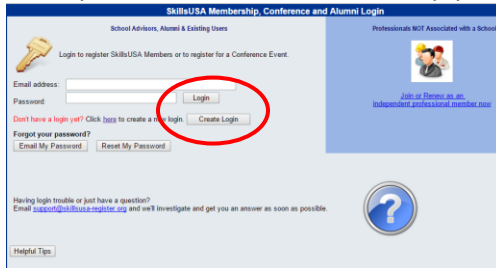 SkillsUSA Membership, Conference and Alumni Login
School Advisors, Alumni & Existing Users
Login to register SkillsUSA Members or to register for a Conference Event.
Email address:
Password:
Login
Don't have a login yet? Click here to create a new login.
Create Login
Forgot your password?
Email My Password
Reset My Password
Having login trouble or just have a question?
Email support@skillsusa-register.org and we'll investigate and get you an answer as soon as possible.
Helpful Tips
Professionals NOT Associated with a School
Join or Renew as an
independent professional member now